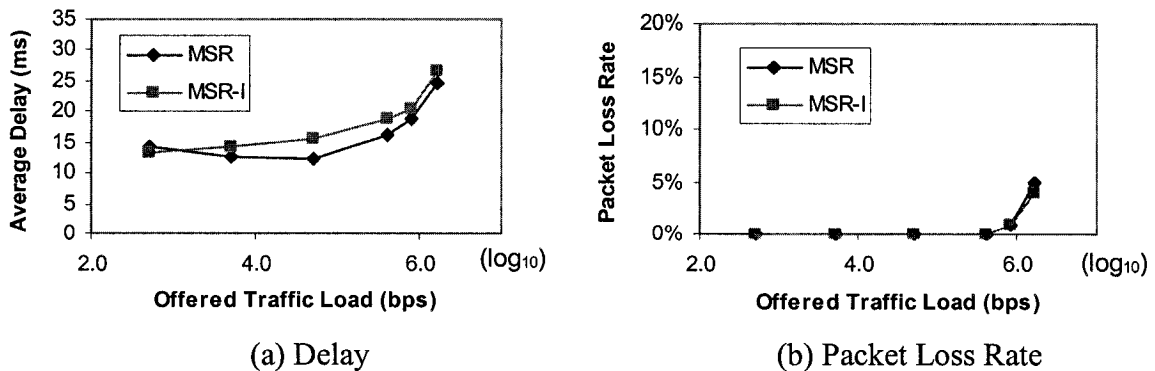 Average Delay (ms)
35
30
25
20
15
10
5
0
MSR
MSR-I
2.0
4.0
6.0
(log₁₀)
Offered Traffic Load (bps)
(a) Delay
Packet Loss Rate
20%
15%
10%
5%
0%
MSR
MSR-I
2.0
4.0
6.0
(log₁₀)
Offered Traffic Load (bps)
(b) Packet Loss Rate